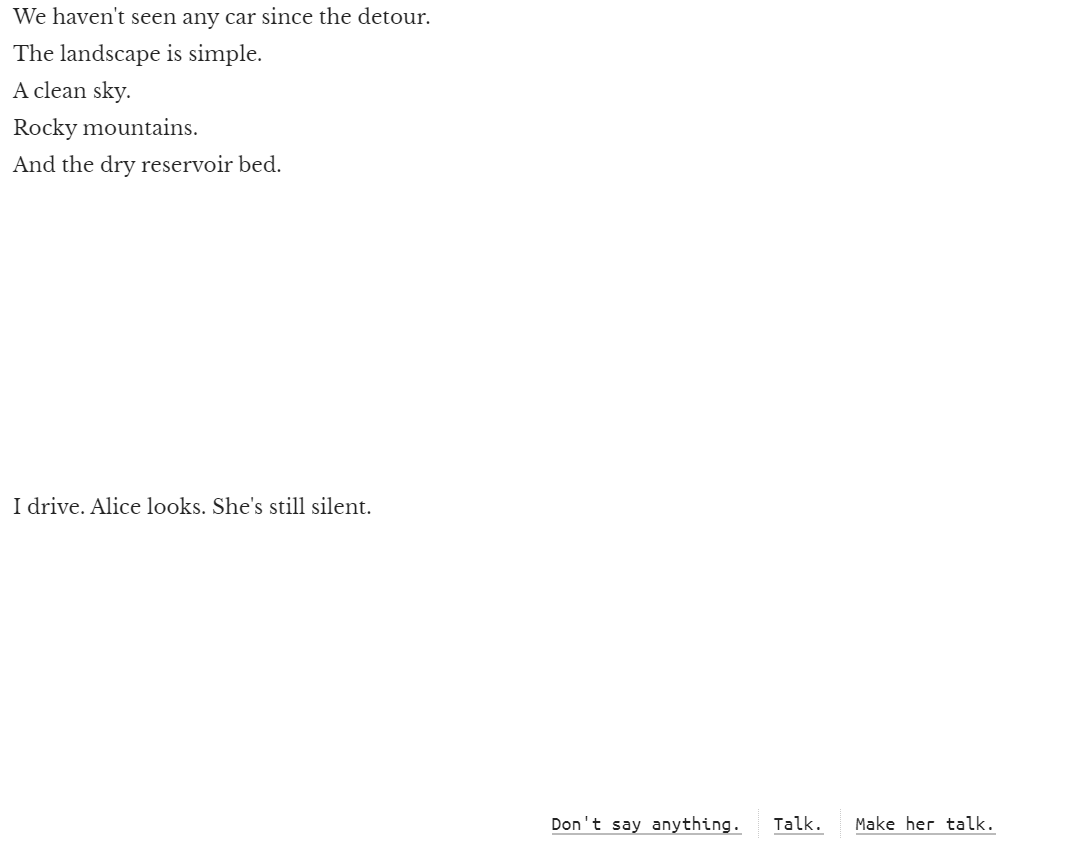 We haven't seen any car since the detour.
The landscape is simple.
A clean sky.
Rocky mountains.
And the dry reservoir bed.
I drive. Alice looks. She's still silent.
Don't say anything. Talk. Make her talk.